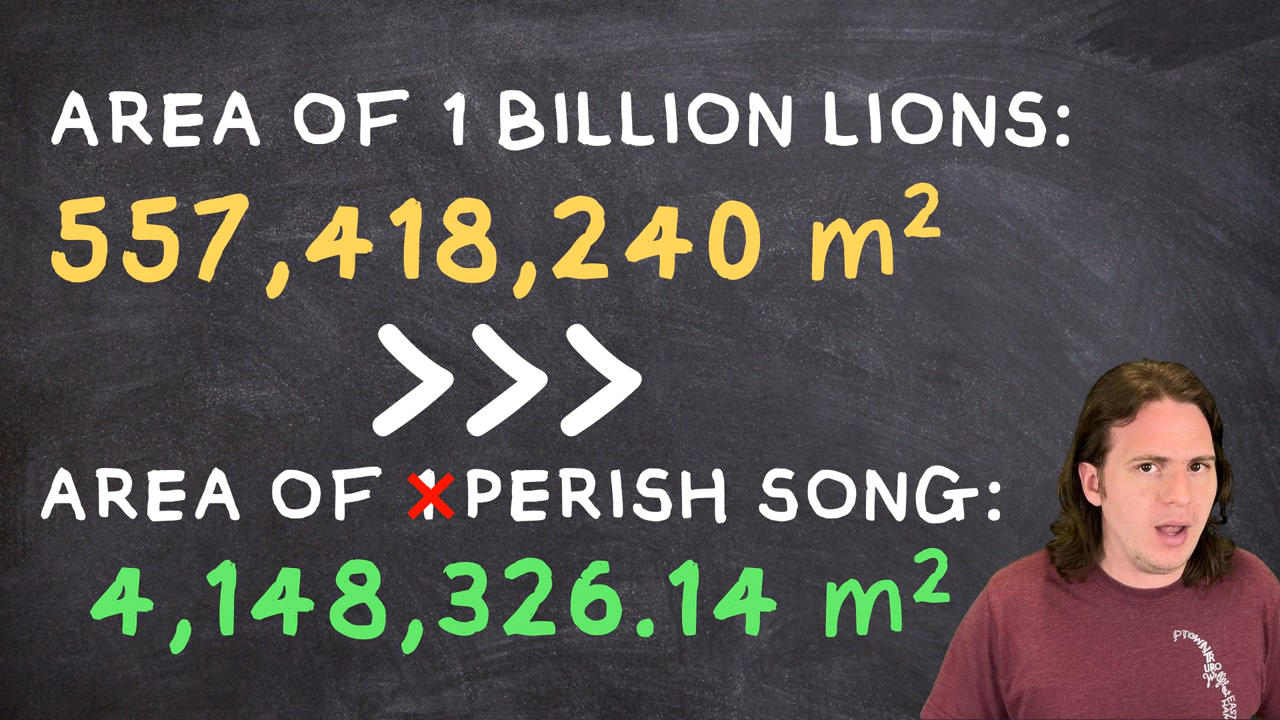 AREA OF 1 BILLION LIONS:
557,418,240 m²
>>>
AREA OF 1 PERISH SONG:
4,148,326.14 m²